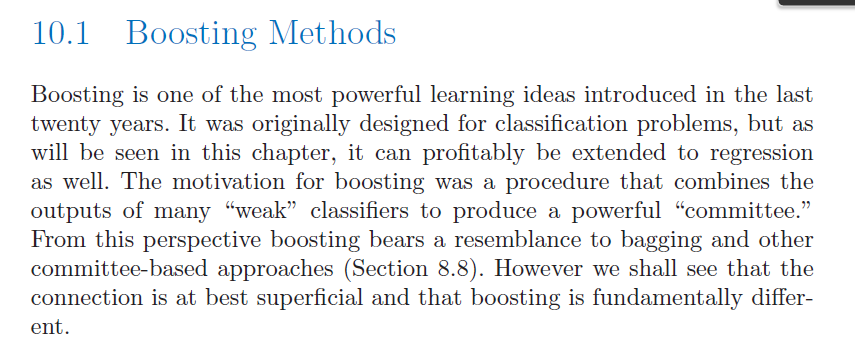 10.1 Boosting Methods
Boosting is one of the most powerful learning ideas introduced in the last
twenty years. It was originally designed for classification problems, but as
will be seen in this chapter, it can profitably be extended to regression
as well. The motivation for boosting was a procedure that combines the
outputs of many “weak” classifiers to produce a powerful “committee.”
From this perspective boosting bears a resemblance to bagging and other
committee-based approaches (Section 8.8). However we shall see that the
connection is at best superficial and that boosting is fundamentally differ-
ent.